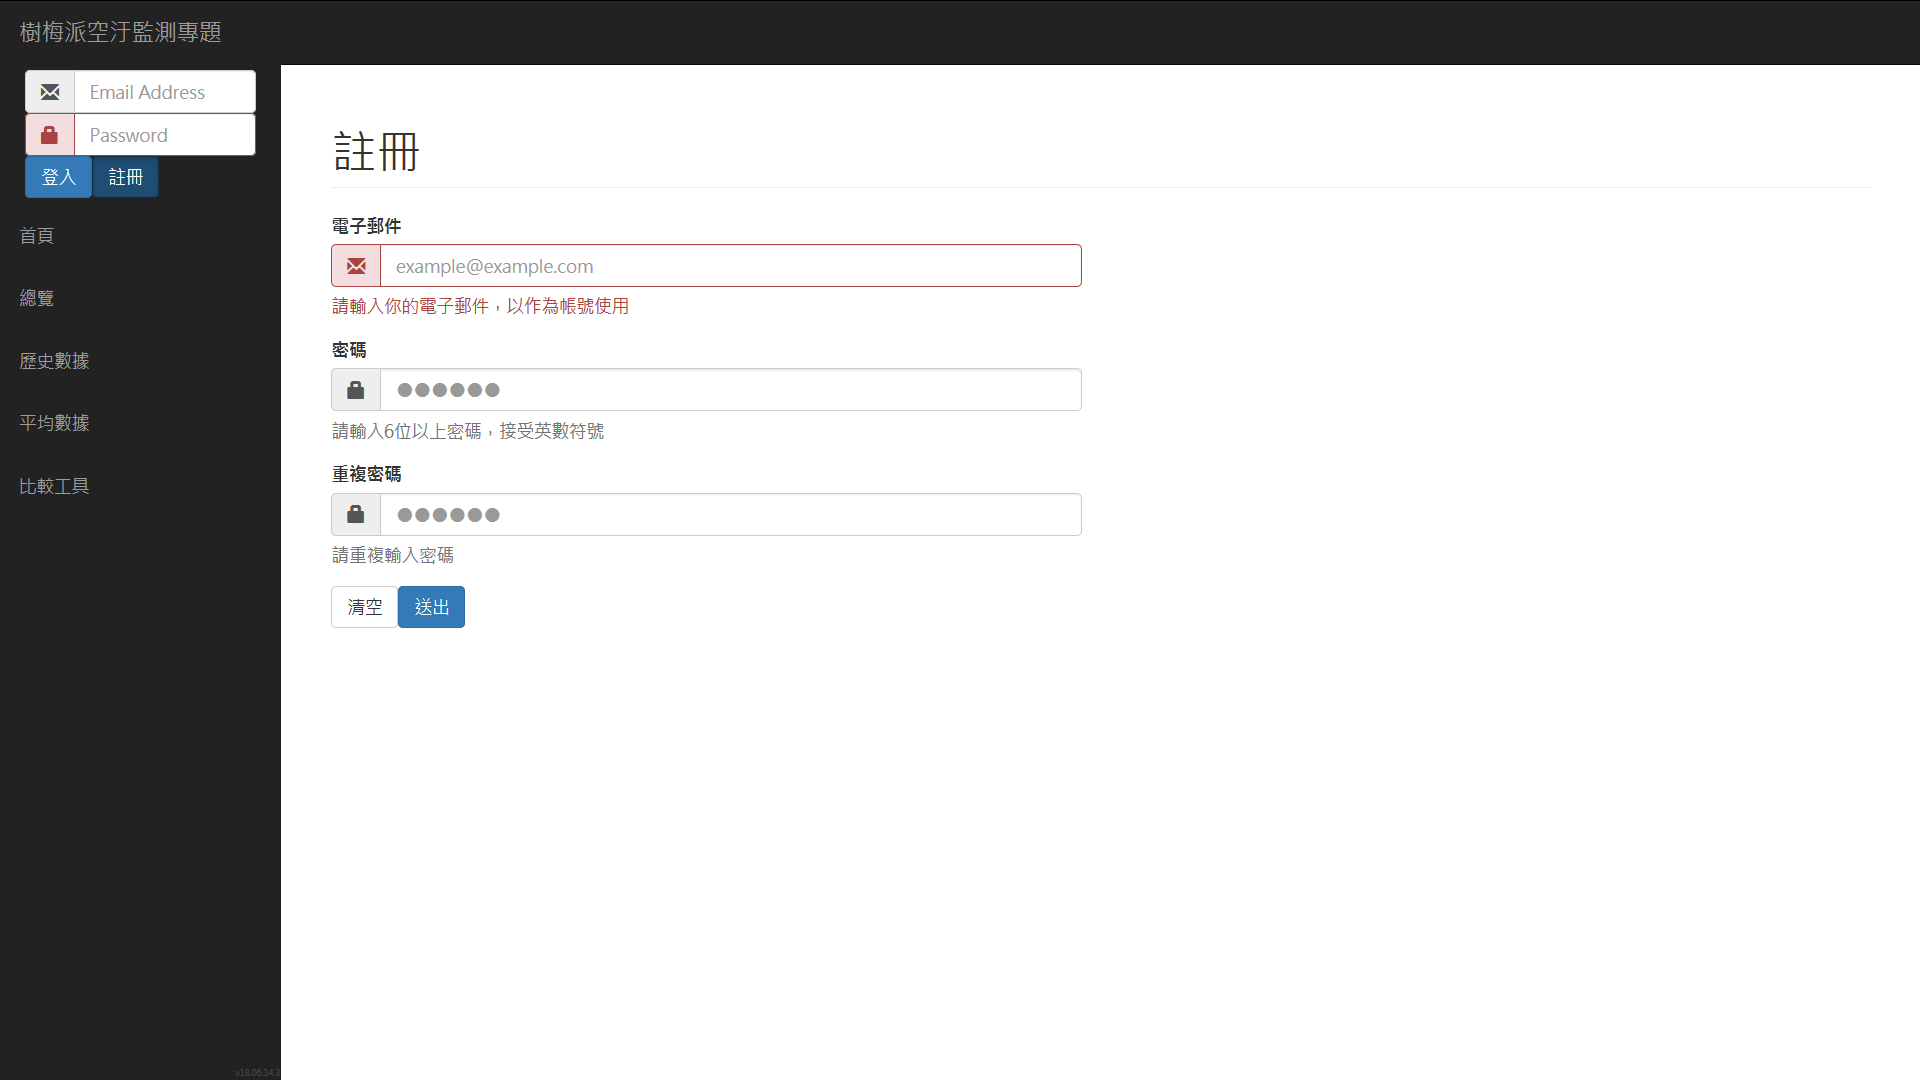 樹梅派空汙監測專題
Email Address
Password
登入 註冊
首頁
總覽
歷史數據
平均數據
比較工具
v18.06.14.3
註冊
電子郵件
example@example.com
請輸入你的電子郵件，以作為帳號使用
密碼
●●●●●●
請輸入6位以上密碼，接受英數符號
重複密碼
●●●●●●
請重複輸入密碼
清空 送出